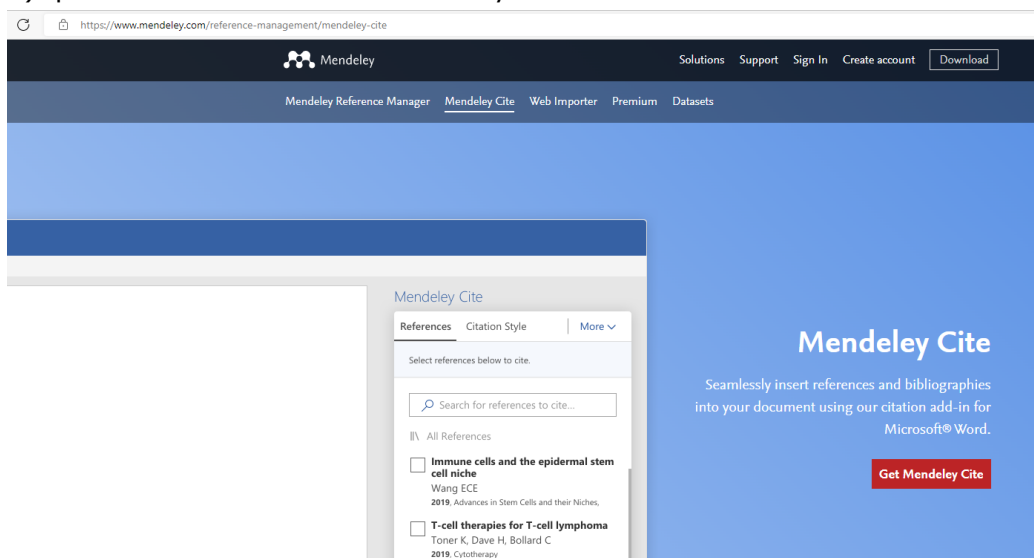 https://www.mendeley.com/reference-management/mendeley-cite
Mendeley
Solutions Support Sign In Create account Download
Mendeley Reference Manager Mendeley Cite Web Importer Premium Datasets
Mendeley Cite
References Citation Style More
Select references below to cite.
Search for references to cite...
All References
Immune cells and the epidermal stem
cell niche
Wang ECE
2019, Advances in Stem Cells and their Niches,
T-cell therapies for T-cell lymphoma
Toner K, Dave H, Bollard C
2019, Cytotherapy
Mendeley Cite
Seamlessly insert references and bibliographies
into your document using our citation add-in for
Microsoft® Word.
Get Mendeley Cite